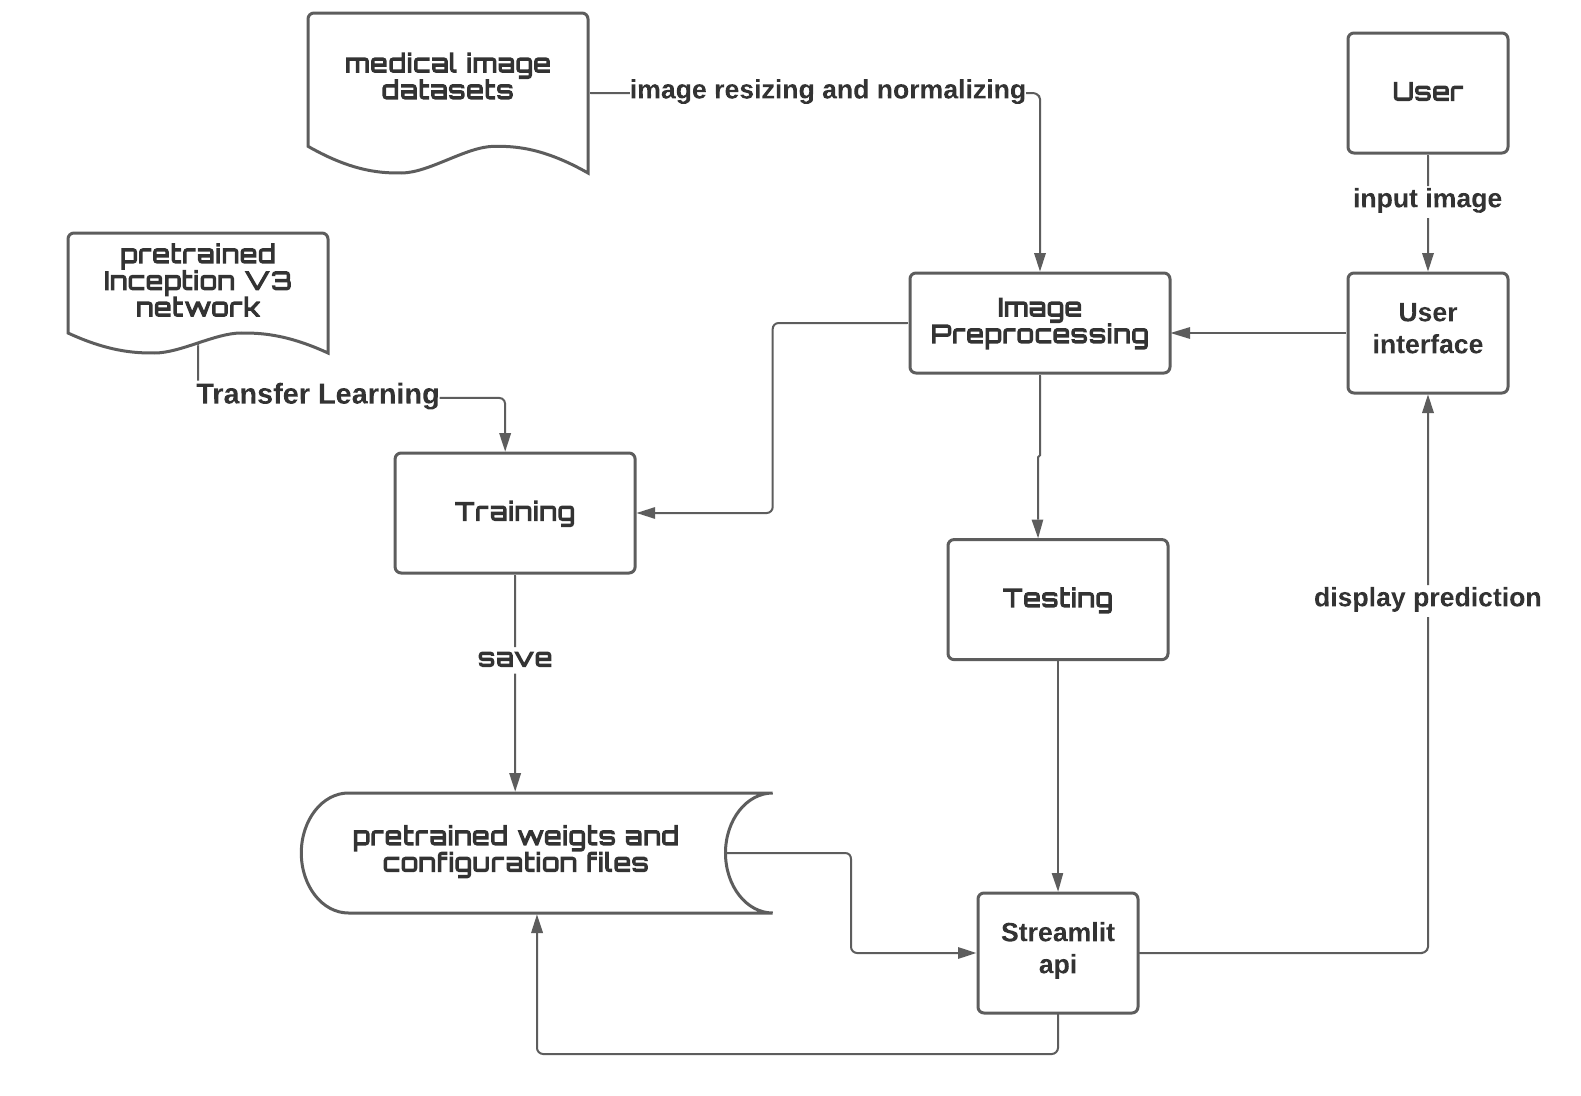 medical image
datasets
image resizing and normalizing
User
input image
pretrained
Inception V3
network
Image
Preprocessing
User
interface
Transfer Learning
Training
Testing
display prediction
save
pretrained weigts and
configuration files
Streamlit
api